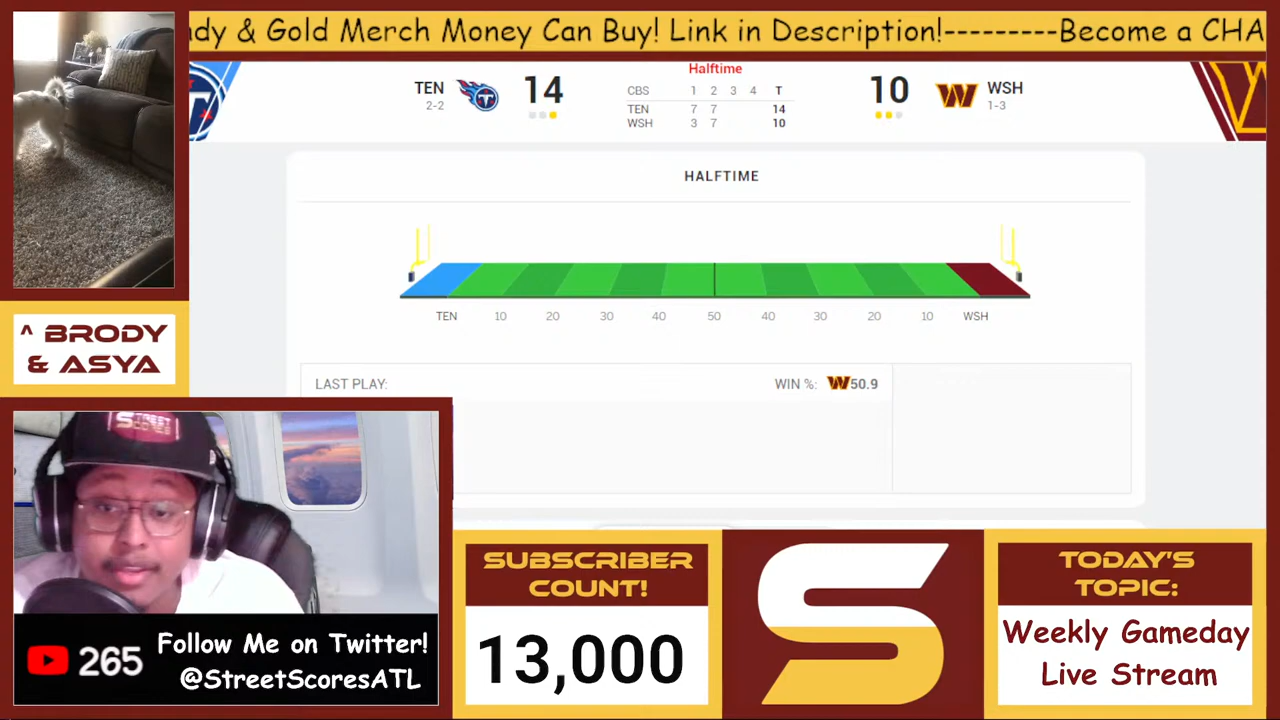 dy & Gold Merch Money Can Buy! Link in Description!---------Become a CHA
Halftime
TEN
2-2
14
CBS 1 2 3 4 T
TEN 7 7 14
WSH 3 7 10
10
WSH
1-3
HALFTIME
TEN 10 20 30 40 50 40 30 20 10 WSH
LAST PLAY:
WIN %: W 50.9
^ BRODY
& ASYA
STREET
SCORES
265
Follow Me on Twitter!
@StreetScoresATL
SUBSCRIBER
COUNT!
13,000
S
TODAY'S
TOPIC:
Weekly Gameday
Live Stream